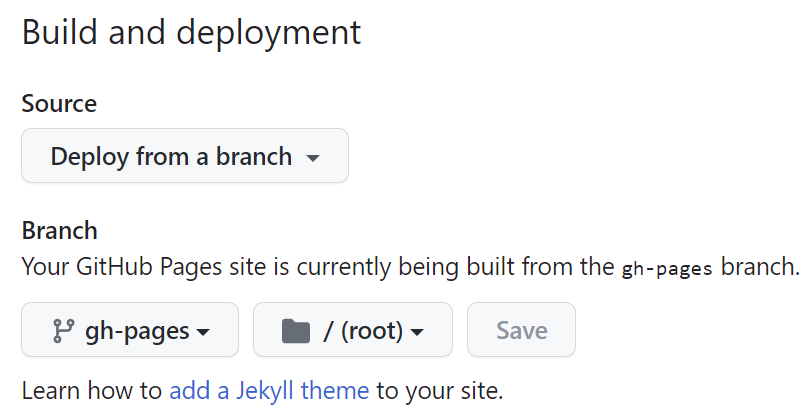 Build and deployment
Source
Deploy from a branch
Branch
Your GitHub Pages site is currently being built from the gh-pages branch.
gh-pages / (root) Save
Learn how to add a Jekyll theme to your site.